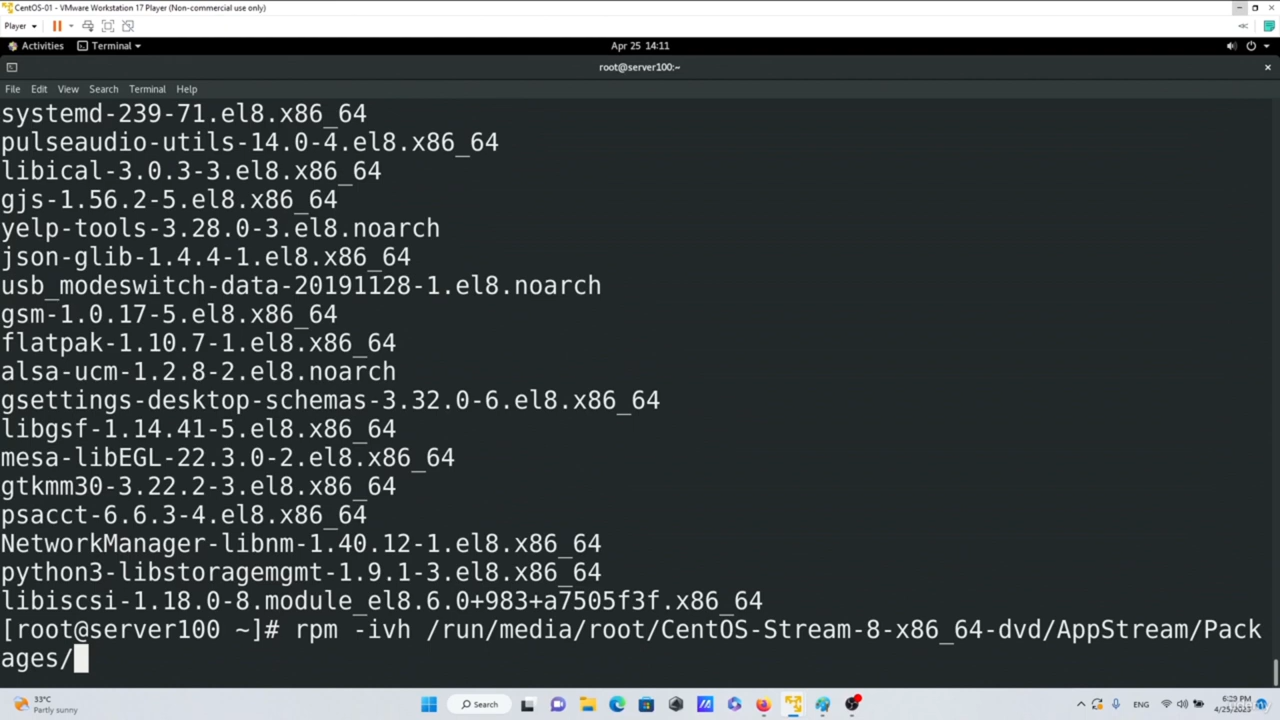 CentOS-01 - VMware Workstation 17 Player (Non-commercial use only)
Player
Activities Terminal Apr 25 14:11
root@server100:~
File Edit View Search Terminal Help
systemd-239-71.el8.x86_64
pulseaudio-utils-14.0-4.el8.x86_64
libical-3.0.3-3.el8.x86_64
gjs-1.56.2-5.el8.x86_64
yelp-tools-3.28.0-3.el8.noarch
json-glib-1.4.4-1.el8.x86_64
usb_modeswitch-data-20191128-1.el8.noarch
gsm-1.0.17-5.el8.x86_64
flatpak-1.10.7-1.el8.x86_64
alsa-ucm-1.2.8-2.el8.noarch
gsettings-desktop-schemas-3.32.0-6.el8.x86_64
libgsf-1.14.41-5.el8.x86_64
mesa-libEGL-22.3.0-2.el8.x86_64
gtkmm30-3.22.2-3.el8.x86_64
psacct-6.6.3-4.el8.x86_64
NetworkManager-libnm-1.40.12-1.el8.x86_64
python3-libstoragemgmt-1.9.1-3.el8.x86_64
libiscsi-1.18.0-8.module_el8.6.0+983+a7505f3f.x86_64
[root@server100 ~]# rpm -ivh /run/media/root/CentOS-Stream-8-x86_64-dvd/AppStream/Pack
ages/
33°C
Partly sunny
Search
ENG
6:29 PM
4/25/2023